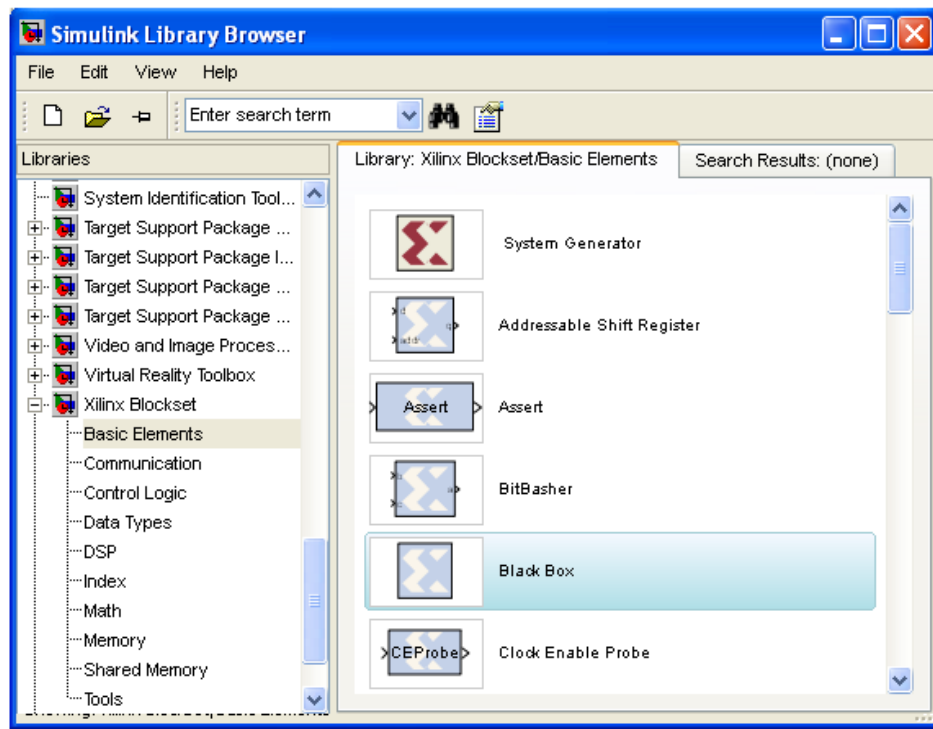 Simulink Library Browser
File Edit View Help
Enter search term
Libraries
Library: Xilinx Blockset/Basic Elements
Search Results: (none)
System Identification Tool...
Target Support Package ...
Target Support Package I...
Target Support Package ...
Target Support Package ...
Video and Image Proces...
Virtual Reality Toolbox
Xilinx Blockset
Basic Elements
Communication
Control Logic
Data Types
DSP
Index
Math
Memory
Shared Memory
Tools
System Generator
Addressable Shift Register
Assert
Assert
BitBasher
Black Box
CEProbe
Clock Enable Probe